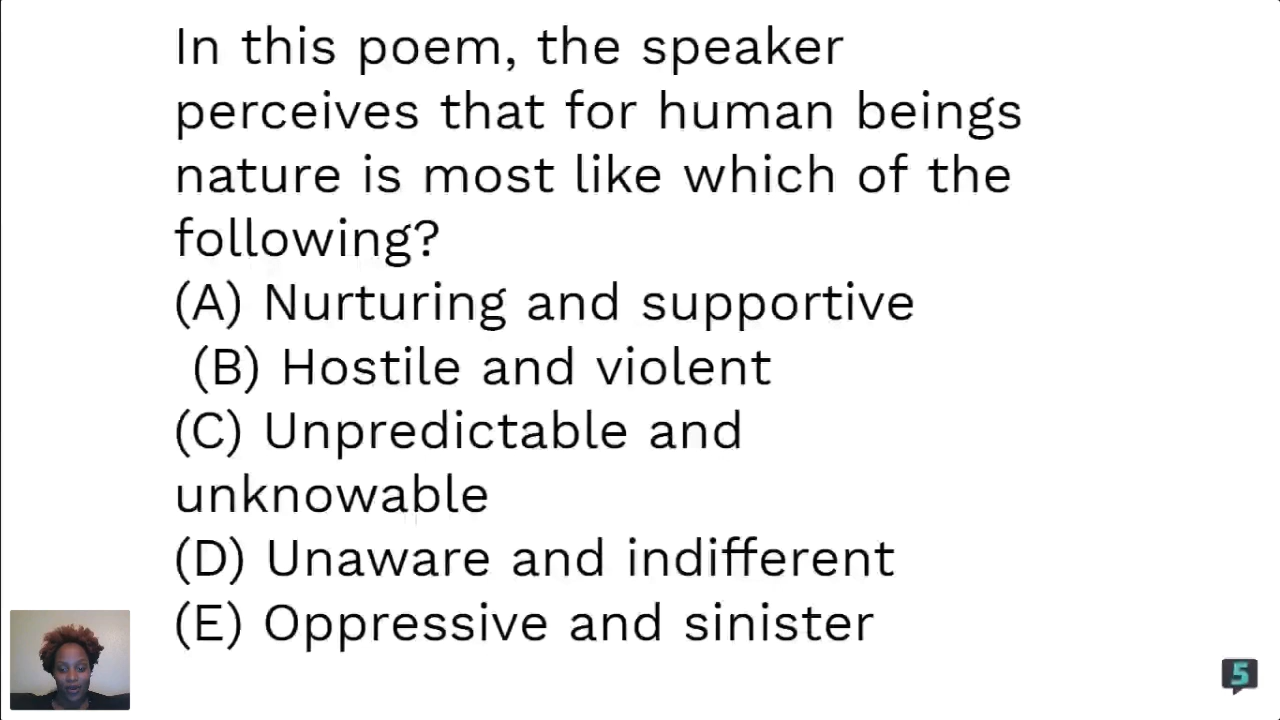 In this poem, the speaker
perceives that for human beings
nature is most like which of the
following?
(A) Nurturing and supportive
(B) Hostile and violent
(C) Unpredictable and
unknowable
(D) Unaware and indifferent
(E) Oppressive and sinister
5